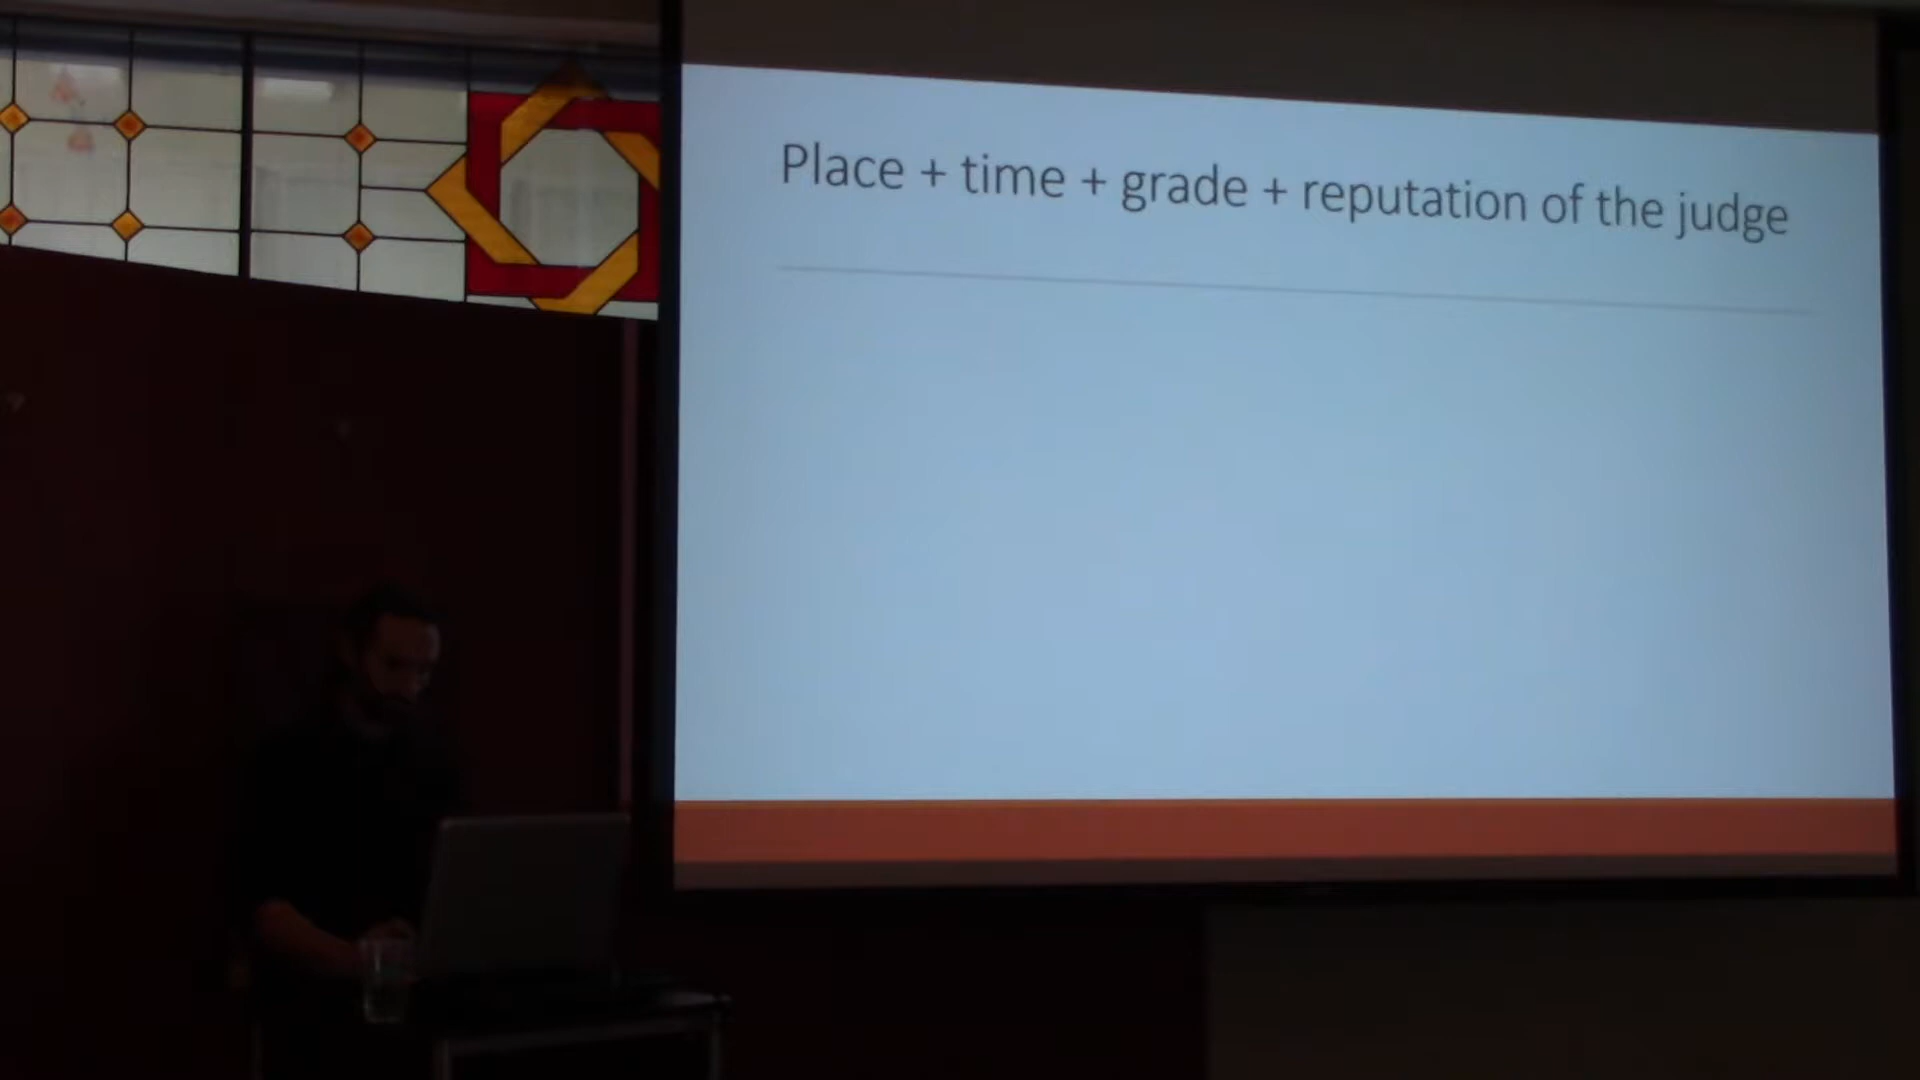 Place + time + grade + reputation of the judge